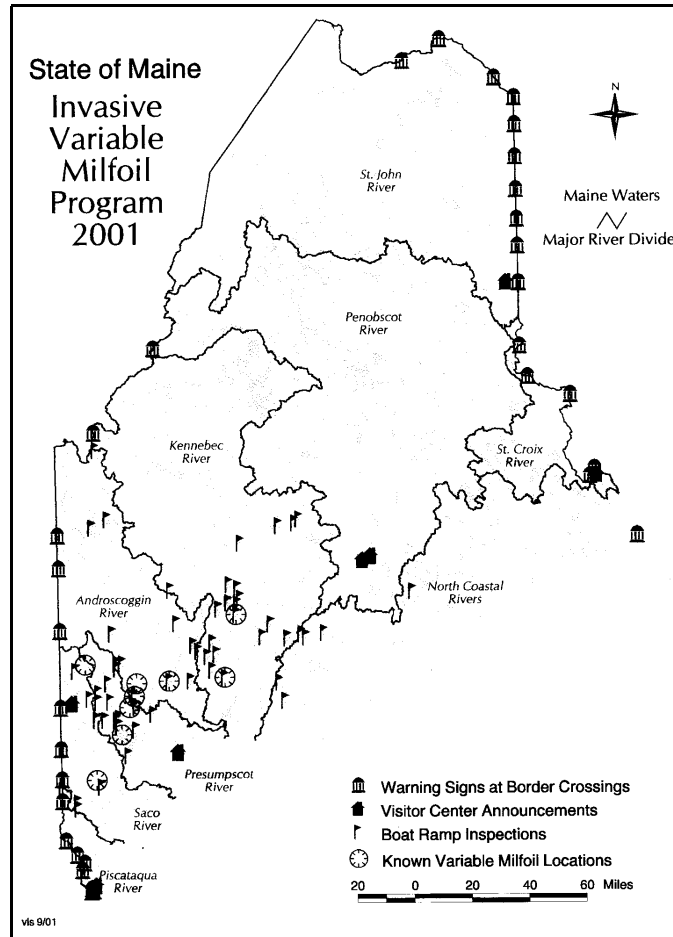 State of Maine
Invasive
Variable
Milfoil
Program
2001
N
St. John
River
Maine Waters
Major River Divide
Penobscot
River
Kennebec
River
St. Croix
River
Androscoggin
River
North Coastal
Rivers
Presumpscot
River
Saco
River
Piscataqua
River
Warning Signs at Border Crossings
Visitor Center Announcements
Boat Ramp Inspections
Known Variable Milfoil Locations
20 0 20 40 60 Miles
vls 9/01